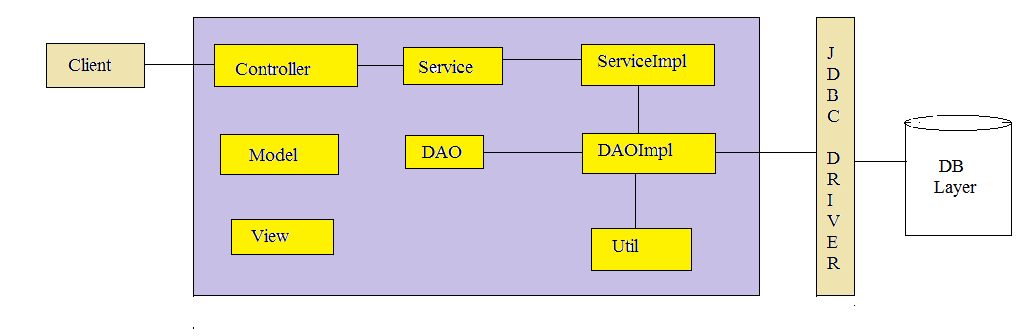 Client
Controller
Service
ServiceImpl
Model
DAO
DAOImpl
View
Util
J
D
B
C
D
R
I
V
E
R
DB
Layer